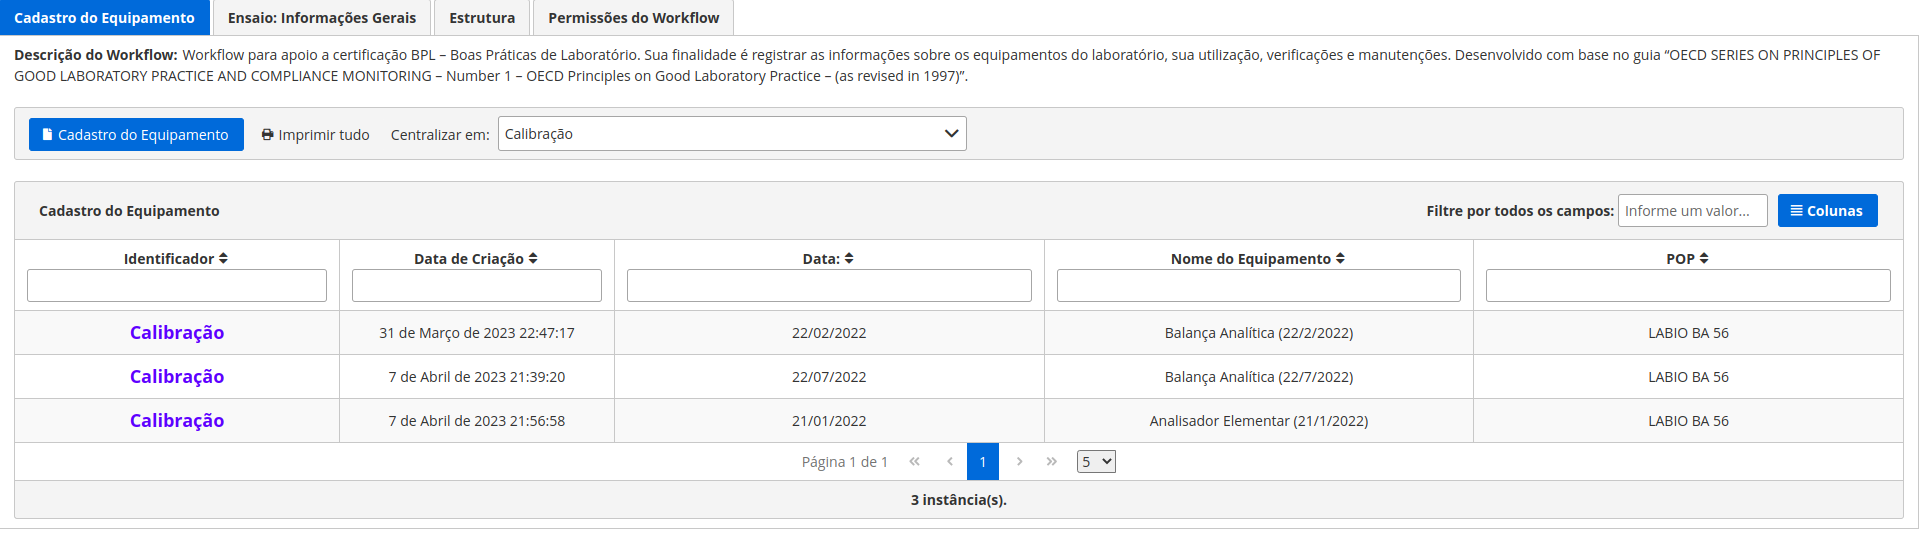 Cadastro do Equipamento Ensaio: Informações Gerais Estrutura Permissões do Workflow
Descrição do Workflow: Workflow para apoio a certificação BPL – Boas Práticas de Laboratório. Sua finalidade é registrar as informações sobre os equipamentos do laboratório, sua utilização, verificações e manutenções. Desenvolvido com base no guia “OECD SERIES ON PRINCIPLES OF
GOOD LABORATORY PRACTICE AND COMPLIANCE MONITORING – Number 1 – OECD Principles on Good Laboratory Practice – (as revised in 1997)”.
Cadastro do Equipamento Imprimir tudo Centralizar em: Calibração
Cadastro do Equipamento Filtre por todos os campos: Informe um valor... Colunas
Identificador Data de Criação Data: Nome do Equipamento POP
Calibração 31 de Março de 2023 22:47:17 22/02/2022 Balança Analítica (22/2/2022) LABIO BA 56
Calibração 7 de Abril de 2023 21:39:20 22/07/2022 Balança Analítica (22/7/2022) LABIO BA 56
Calibração 7 de Abril de 2023 21:56:58 21/01/2022 Analisador Elementar (21/1/2022) LABIO BA 56
Página 1 de 1 1 5
3 instância(s).